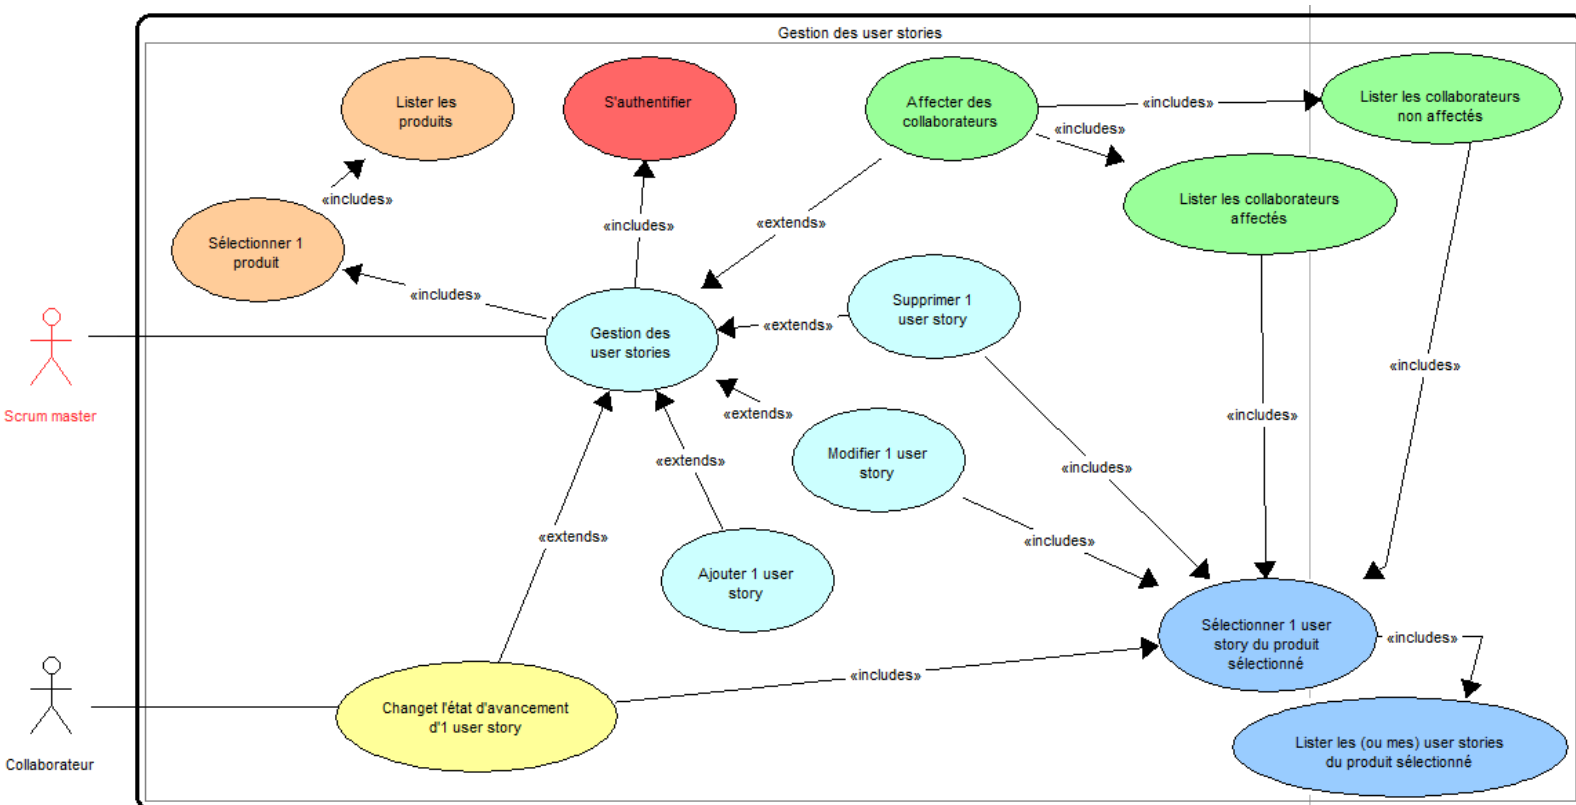 Gestion des user stories
Lister les
produits
S'authentifier
Affecter des
collaborateurs
«includes»
Lister les collaborateurs
non affectés
«includes»
«includes»
Lister les collaborateurs
affectés
«includes»
«extends»
Sélectionner 1
produit
«includes»
Supprimer 1
user story
Gestion des
user stories
«extends»
Scrum master
«includes»
«extends»
«includes»
Modifier 1 user
story
«extends»
«includes»
«extends»
«includes»
Ajouter 1 user
story
Sélectionner 1 user
story du produit
sélectionné
«includes»
«includes»
Changet l'état d'avancement
d'1 user story
Lister les (ou mes) user stories
du produit sélectionné
Collaborateur